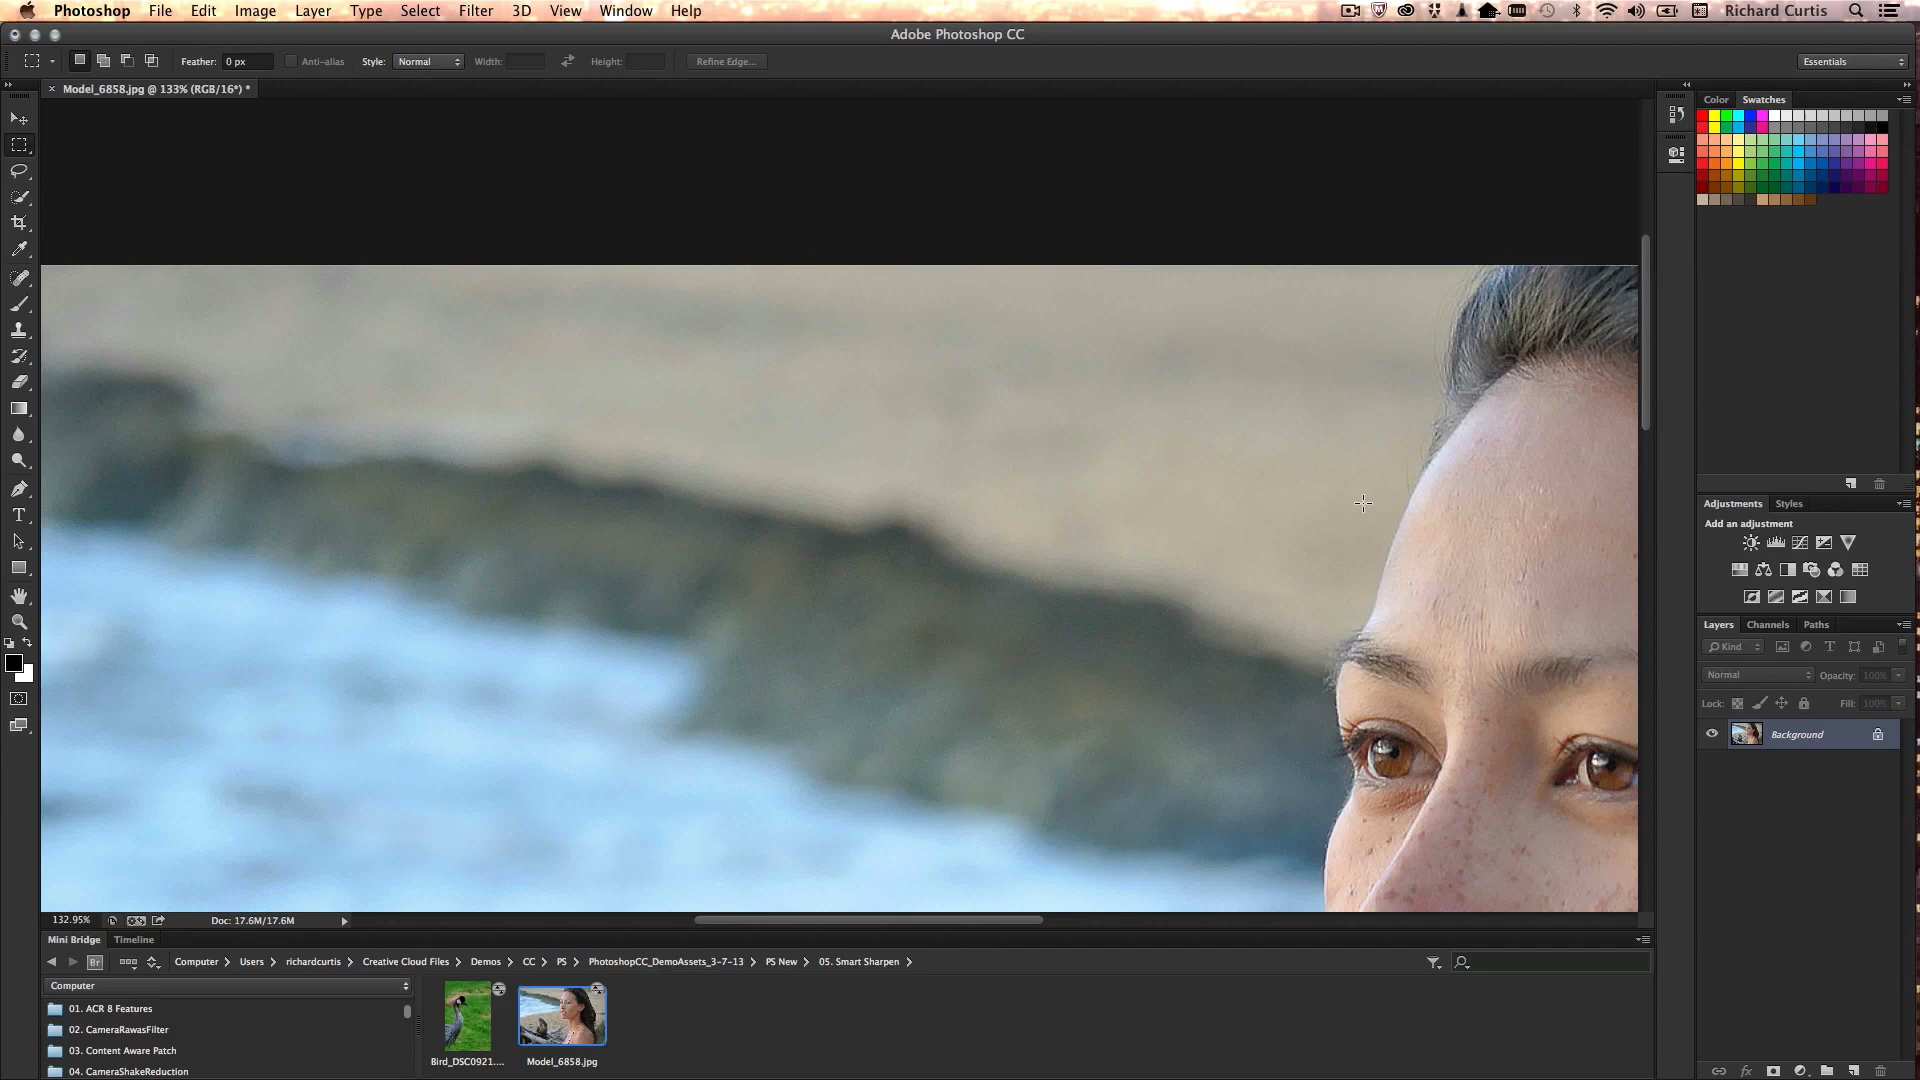 Photoshop File Edit Image Layer Type Select Filter 3D View Window Help Richard Curtis
Adobe Photoshop CC
Feather: 0 px Anti-alias Style: Normal Width: Height: Refine Edge... Essentials
Model_6858.jpg @ 133% (RGB/16*) *
Color Swatches
Adjustments Styles
Add an adjustment
Layers Channels Paths
Kind
Normal Opacity: 100%
Lock: Fill: 100%
Background
132.95% Doc: 17.6M/17.6M
Mini Bridge Timeline
Br Computer Users richardcurtis Creative Cloud Files Demos CC PS PhotoshopCC_DemoAssets_3-7-13 PS New 05. Smart Sharpen
Computer
01. ACR 8 Features
02. CameraRawasFilter
03. Content Aware Patch
04. CameraShakeReduction
Bird_DSC0921.... Model_6858.jpg
fx